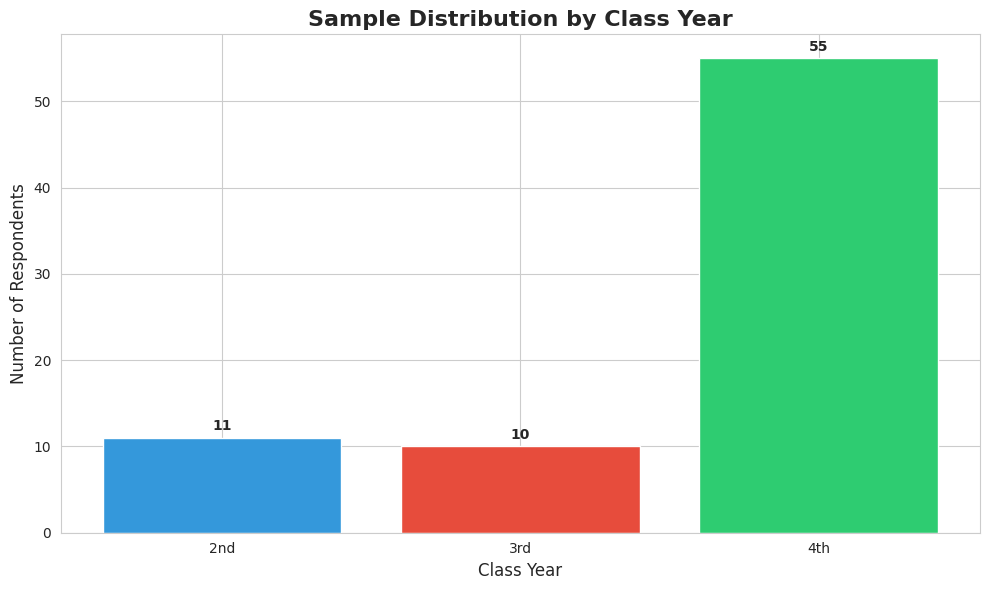 Sample Distribution by Class Year
Number of Respondents
50
40
30
20
10
0
11
10
55
2nd
3rd
4th
Class Year